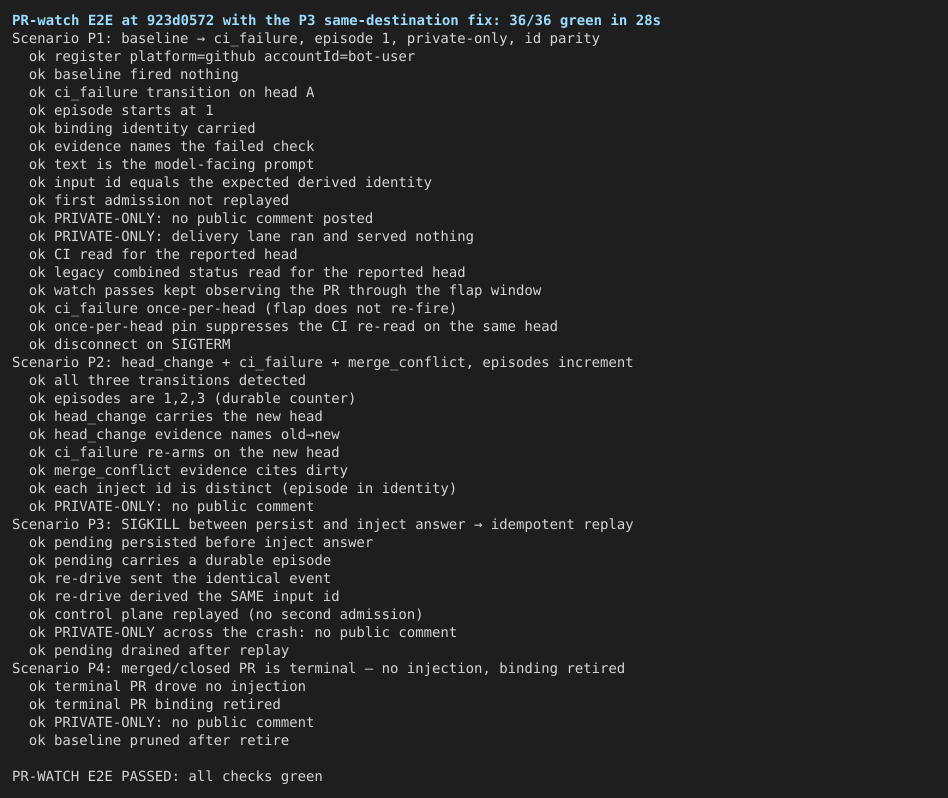 PR-watch E2E at 923d0572 with the P3 same-destination fix: 36/36 green in 28s
Scenario P1: baseline → ci_failure, episode 1, private-only, id parity
  ok register platform=github accountId=bot-user
  ok baseline fired nothing
  ok ci_failure transition on head A
  ok episode starts at 1
  ok binding identity carried
  ok evidence names the failed check
  ok text is the model-facing prompt
  ok input id equals the expected derived identity
  ok first admission not replayed
  ok PRIVATE-ONLY: no public comment posted
  ok PRIVATE-ONLY: delivery lane ran and served nothing
  ok CI read for the reported head
  ok legacy combined status read for the reported head
  ok watch passes kept observing the PR through the flap window
  ok ci_failure once-per-head (flap does not re-fire)
  ok once-per-head pin suppresses the CI re-read on the same head
  ok disconnect on SIGTERM
Scenario P2: head_change + ci_failure + merge_conflict, episodes increment
  ok all three transitions detected
  ok episodes are 1,2,3 (durable counter)
  ok head_change carries the new head
  ok head_change evidence names old→new
  ok ci_failure re-arms on the new head
  ok merge_conflict evidence cites dirty
  ok each inject id is distinct (episode in identity)
  ok PRIVATE-ONLY: no public comment
Scenario P3: SIGKILL between persist and inject answer → idempotent replay
  ok pending persisted before inject answer
  ok pending carries a durable episode
  ok re-drive sent the identical event
  ok re-drive derived the SAME input id
  ok control plane replayed (no second admission)
  ok PRIVATE-ONLY across the crash: no public comment
  ok pending drained after replay
Scenario P4: merged/closed PR is terminal — no injection, binding retired
  ok terminal PR drove no injection
  ok terminal PR binding retired
  ok PRIVATE-ONLY: no public comment
  ok baseline pruned after retire

PR-WATCH E2E PASSED: all checks green